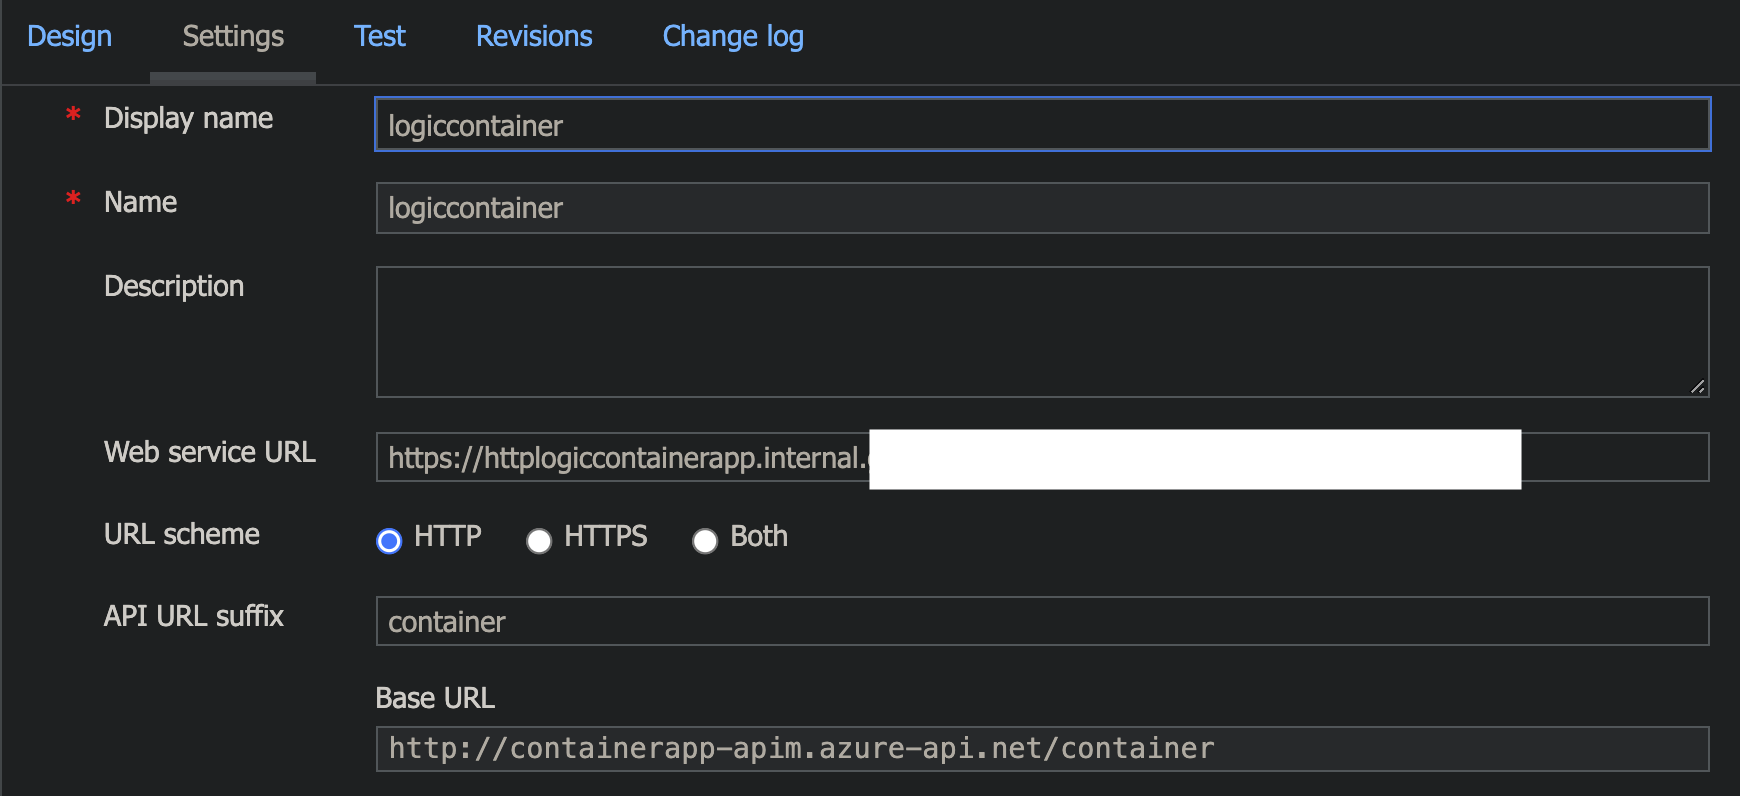 Design Settings Test Revisions Change log
* Display name logiccontainer
* Name logiccontainer
Description
Web service URL https://httplogiccontainerapp.internal.
URL scheme HTTP HTTPS Both
API URL suffix container
Base URL
http://containerapp-apim.azure-api.net/container